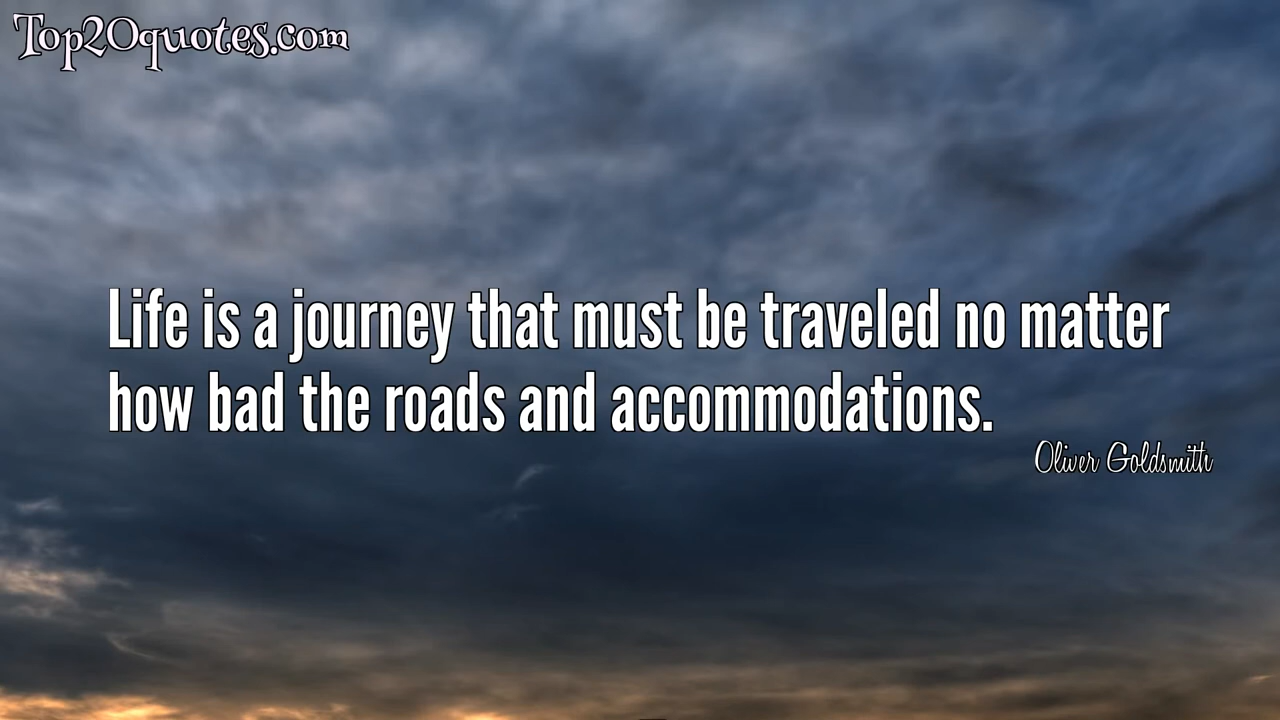 Top20quotes.com
Life is a journey that must be traveled no matter
how bad the roads and accommodations.
Oliver Goldsmith